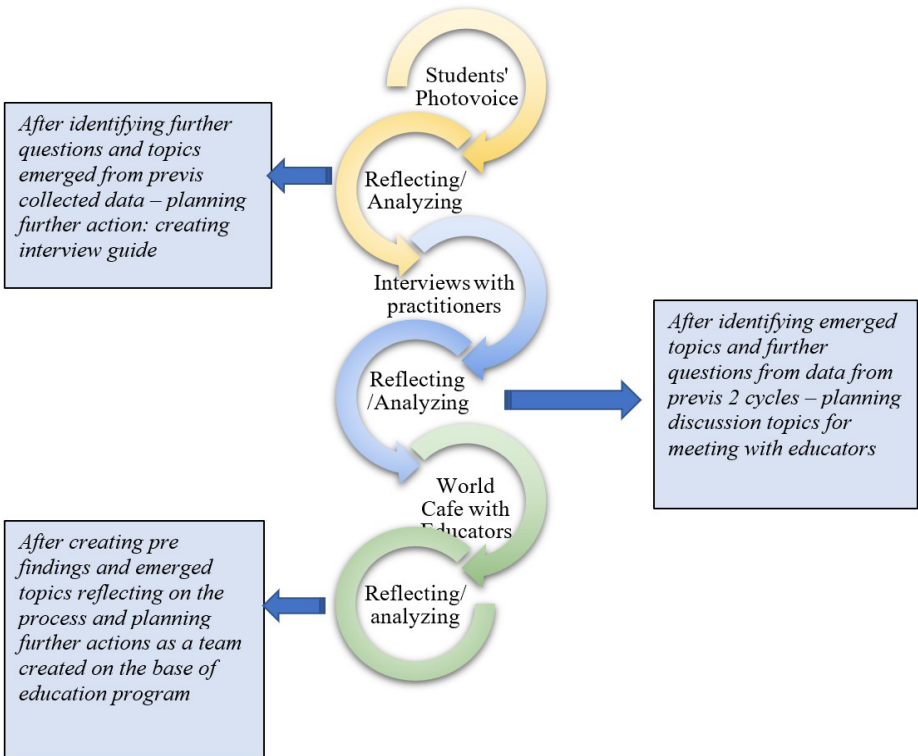 Students'
Photovoice
After identifying further
questions and topics
emerged from previs
collected data – planning
further action: creating
interview guide
Reflecting/
Analyzing
Interviews with
practitioners
After identifying emerged
topics and further
questions from data from
previs 2 cycles – planning
discussion topics for
meeting with educators
Reflecting
/Analyzing
World
Cafe with
Educators
After creating pre
findings and emerged
topics reflecting on the
process and planning
further actions as a team
created on the base of
education program
Reflecting/
analyzing